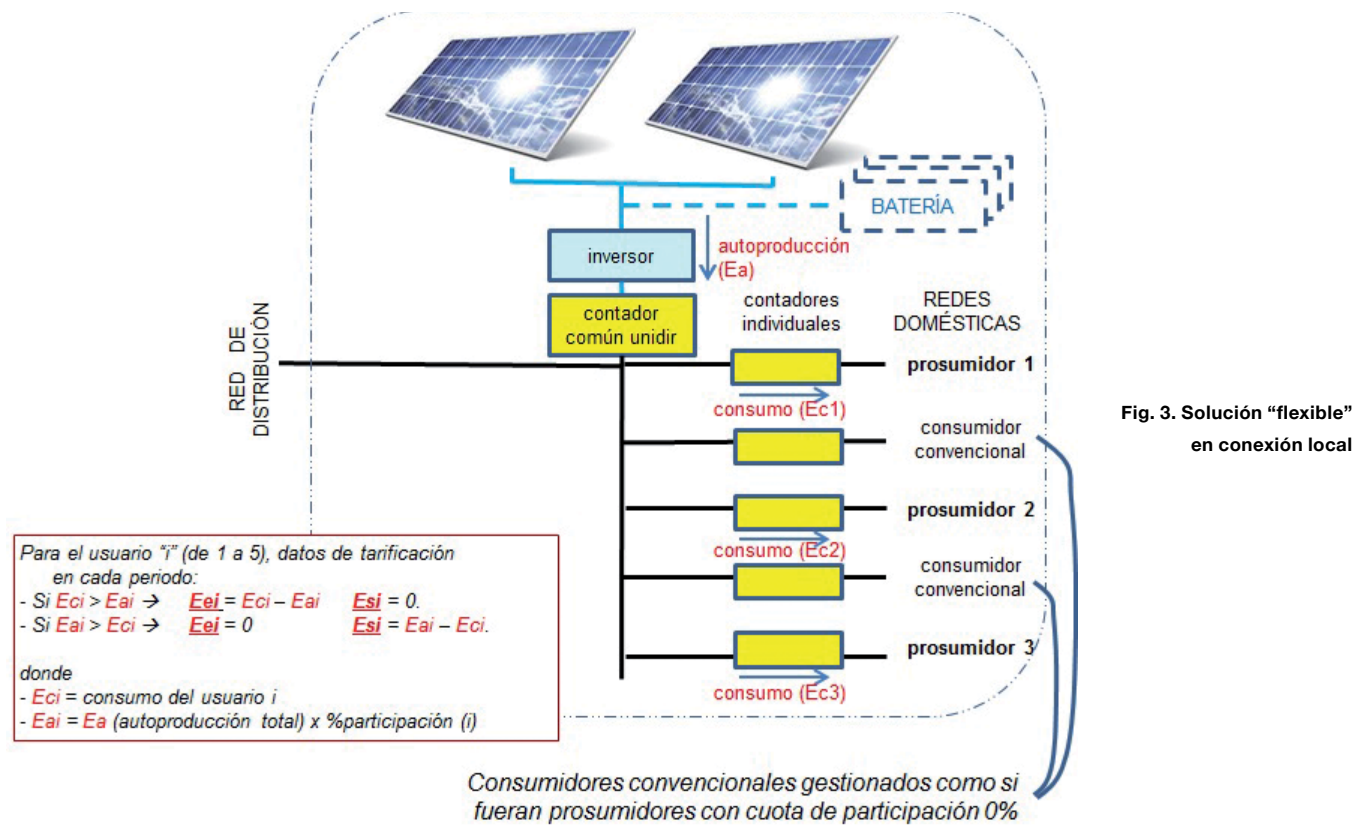 BATERÍA
inversor
autoproducción
(Ea)
contador
común unidir
contadores
individuales
REDES
DOMÉSTICAS
RED DE
DISTRIBUCIÓN
prosumidor 1
consumo (Ec1)
consumidor
convencional
prosumidor 2
consumo (Ec2)
consumidor
convencional
prosumidor 3
consumo (Ec3)
Fig. 3. Solución “flexible”
en conexión local
Para el usuario “i” (de 1 a 5), datos de tarificación
en cada periodo:
- Si Eci > Eai → Eei = Eci – Eai Esi = 0.
- Si Eai > Eci → Eei = 0 Esi = Eai – Eci.
donde
- Eci = consumo del usuario i
- Eai = Ea (autoproducción total) x %participación (i)
Consumidores convencionales gestionados como si
fueran prosumidores con cuota de participación 0%